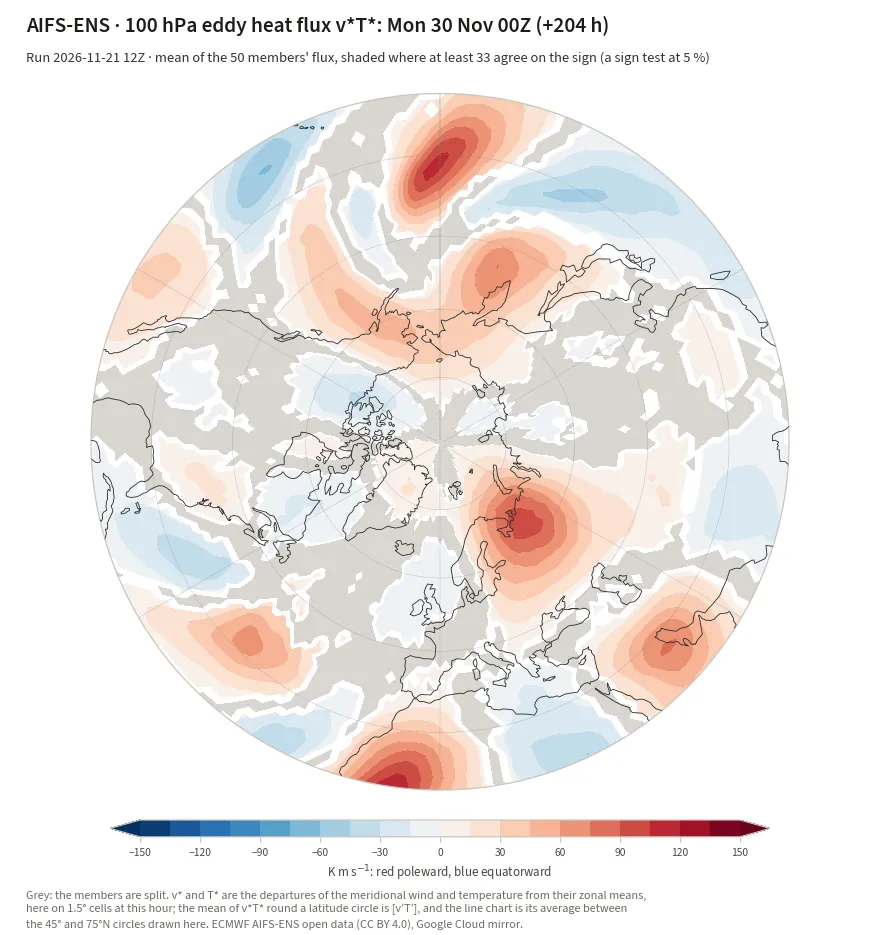 AIFS-ENS · 100 hPa eddy heat flux v*T*: Mon 30 Nov 00Z (+204 h)
Run 2026-11-21 12Z · mean of the 50 members' flux, shaded where at least 33 agree on the sign (a sign test at 5 %)
−150 −120 −90 −60 −30 0 30 60 90 120 150
K m s⁻¹: red poleward, blue equatorward
Grey: the members are split. v* and T* are the departures of the meridional wind and temperature from their zonal means,
here on 1.5° cells at this hour; the mean of v*T* round a latitude circle is [v'T'], and the line chart is its average between
the 45° and 75°N circles drawn here. ECMWF AIFS-ENS open data (CC BY 4.0), Google Cloud mirror.